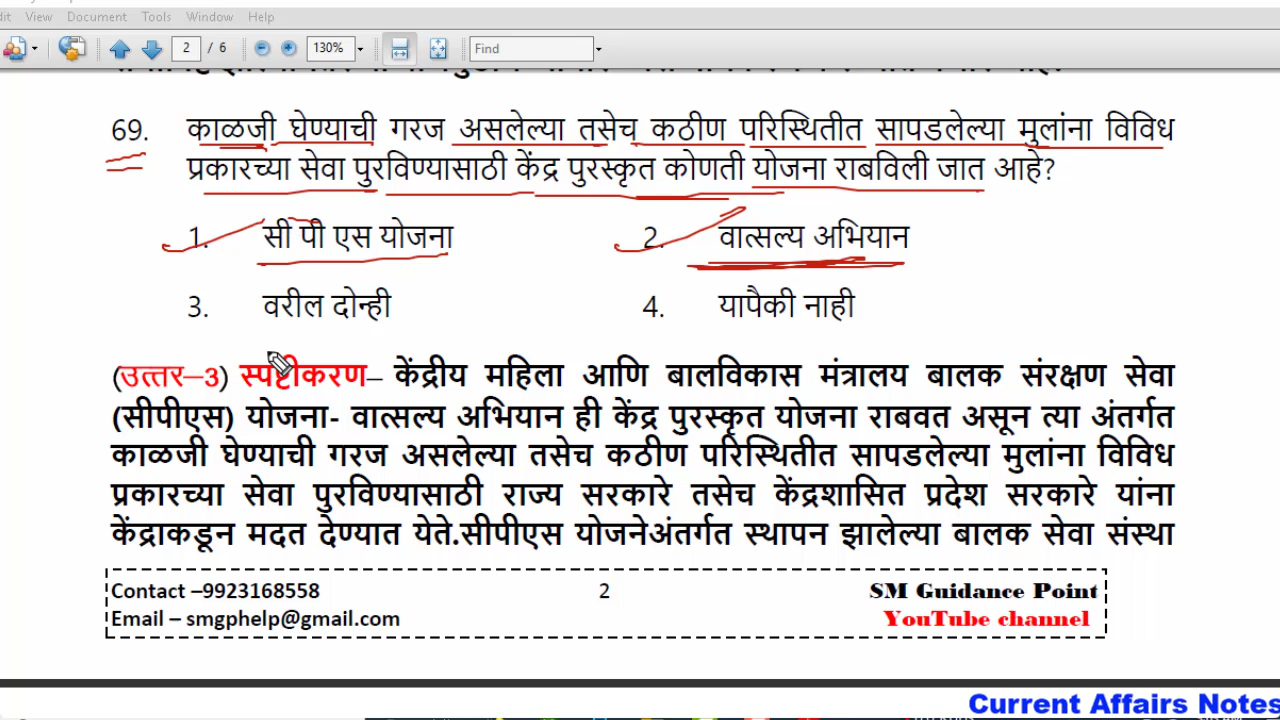 dit View Document Tools Window Help
2 / 6 130% Find
69. काळजी घेण्याची गरज असलेल्या तसेच कठीण परिस्थितीत सापडलेल्या मुलांना विविध
प्रकारच्या सेवा पुरविण्यासाठी केंद्र पुरस्कृत कोणती योजना राबविली जात आहे?
1. सी पी एस योजना 2. वात्सल्य अभियान
3. वरील दोन्ही 4. यापैकी नाही
(उत्तर–3) स्पष्टीकरण– केंद्रीय महिला आणि बालविकास मंत्रालय बालक संरक्षण सेवा
(सीपीएस) योजना- वात्सल्य अभियान ही केंद्र पुरस्कृत योजना राबवत असून त्या अंतर्गत
काळजी घेण्याची गरज असलेल्या तसेच कठीण परिस्थितीत सापडलेल्या मुलांना विविध
प्रकारच्या सेवा पुरविण्यासाठी राज्य सरकारे तसेच केंद्रशासित प्रदेश सरकारे यांना
केंद्राकडून मदत देण्यात येते.सीपीएस योजनेअंतर्गत स्थापन झालेल्या बालक सेवा संस्था
Contact –9923168558 2 SM Guidance Point
Email – smgphelp@gmail.com YouTube channel
Current Affairs Notes